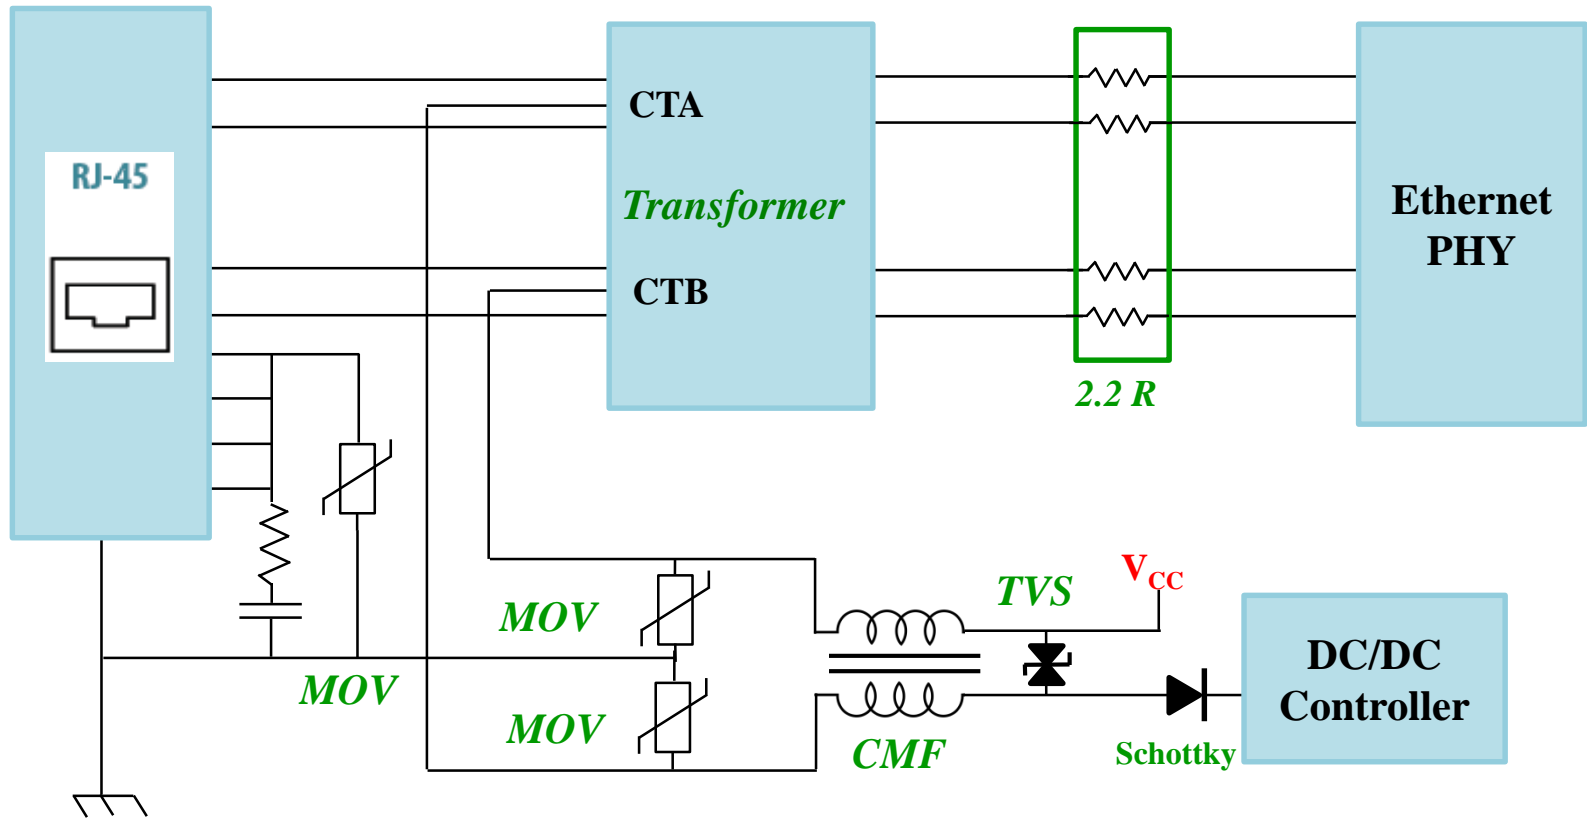 RJ-45
CTA
Transformer
CTB
Ethernet
PHY
2.2 R
MOV
MOV
MOV
TVS
VCC
CMF
Schottky
DC/DC
Controller